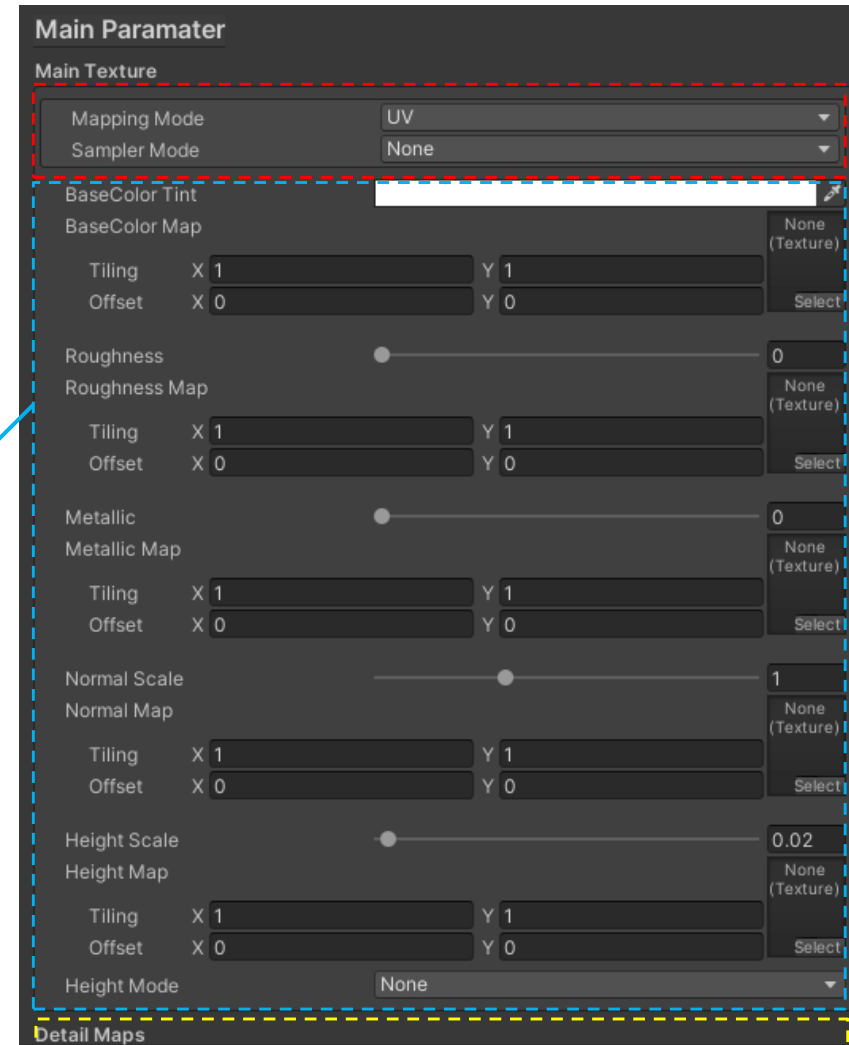 Main Paramater
Main Texture
Mapping Mode UV
Sampler Mode None
BaseColor Tint
BaseColor Map None
(Texture)
Tiling X 1 Y 1
Offset X 0 Y 0 Select
Roughness 0
Roughness Map None
(Texture)
Tiling X 1 Y 1
Offset X 0 Y 0 Select
Metallic 0
Metallic Map None
(Texture)
Tiling X 1 Y 1
Offset X 0 Y 0 Select
Normal Scale 1
Normal Map None
(Texture)
Tiling X 1 Y 1
Offset X 0 Y 0 Select
Height Scale 0.02
Height Map None
(Texture)
Tiling X 1 Y 1
Offset X 0 Y 0 Select
Height Mode None
Detail Maps